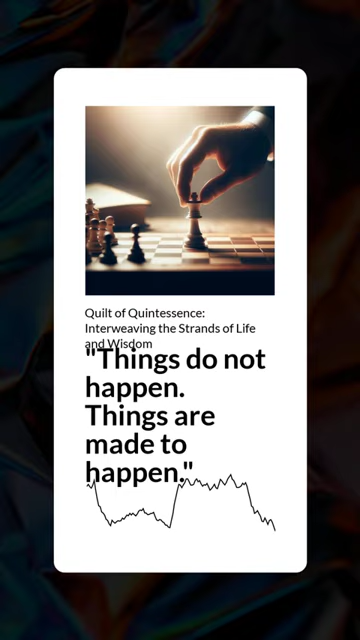 Quilt of Quintessence:
Interweaving the Strands of Life
and Wisdom
"Things do not
happen.
Things are
made to
happen."